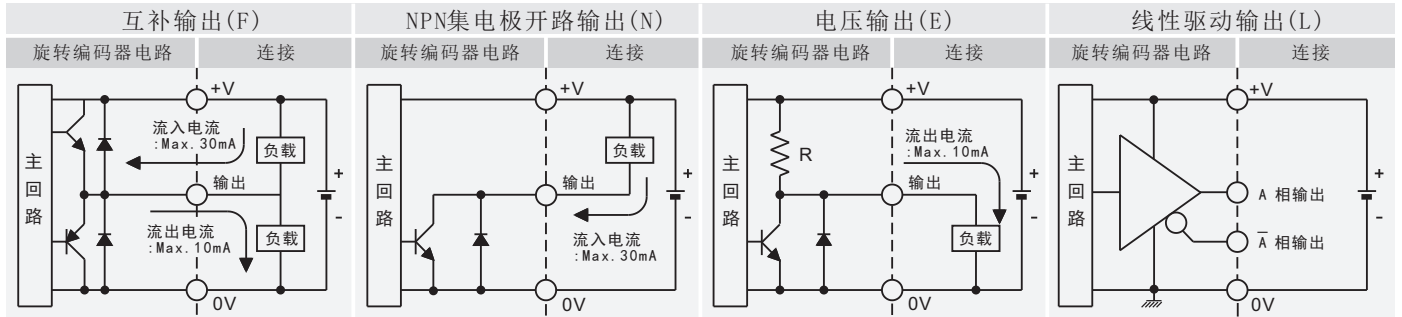 互补输出(F)
旋转编码器电路 连接
主回路
+V
流入电流
:Max.30mA
负载
输出
流出电流
:Max.10mA
负载
+
-
0V
NPN集电极开路输出(N)
旋转编码器电路 连接
主回路
+V
负载
输出
流入电流
:Max.30mA
+
-
0V
电压输出(E)
旋转编码器电路 连接
主回路
+V
R
流出电流
:Max.10mA
输出
负载
+
-
0V
线性驱动输出(L)
旋转编码器电路 连接
主回路
+V
A 相输出
A̅ 相输出
+
-
0V